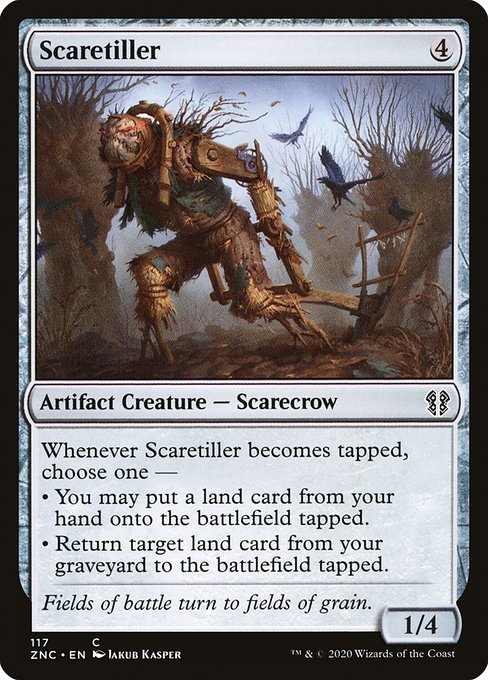 Scaretiller 4
Artifact Creature — Scarecrow
Whenever Scaretiller becomes tapped,
choose one —
• You may put a land card from your
hand onto the battlefield tapped.
• Return target land card from your
graveyard to the battlefield tapped.
Fields of battle turn to fields of grain.
1/4
117 C
ZNC • EN Jakub Kasper ™ & © 2020 Wizards of the Coast